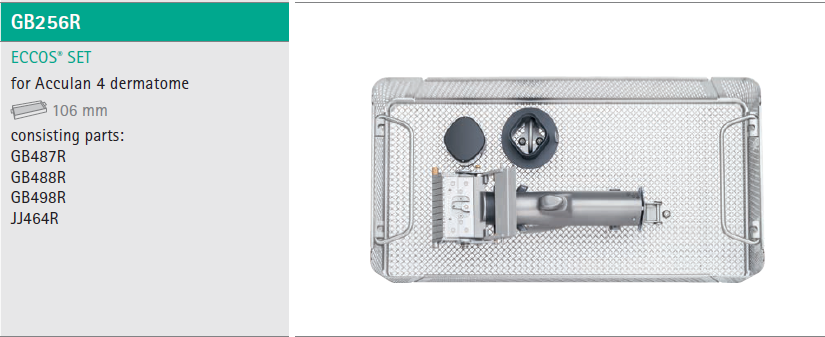 GB256R
ECCOS® SET
for Acculan 4 dermatome
106 mm
consisting parts:
GB487R
GB488R
GB498R
JJ464R